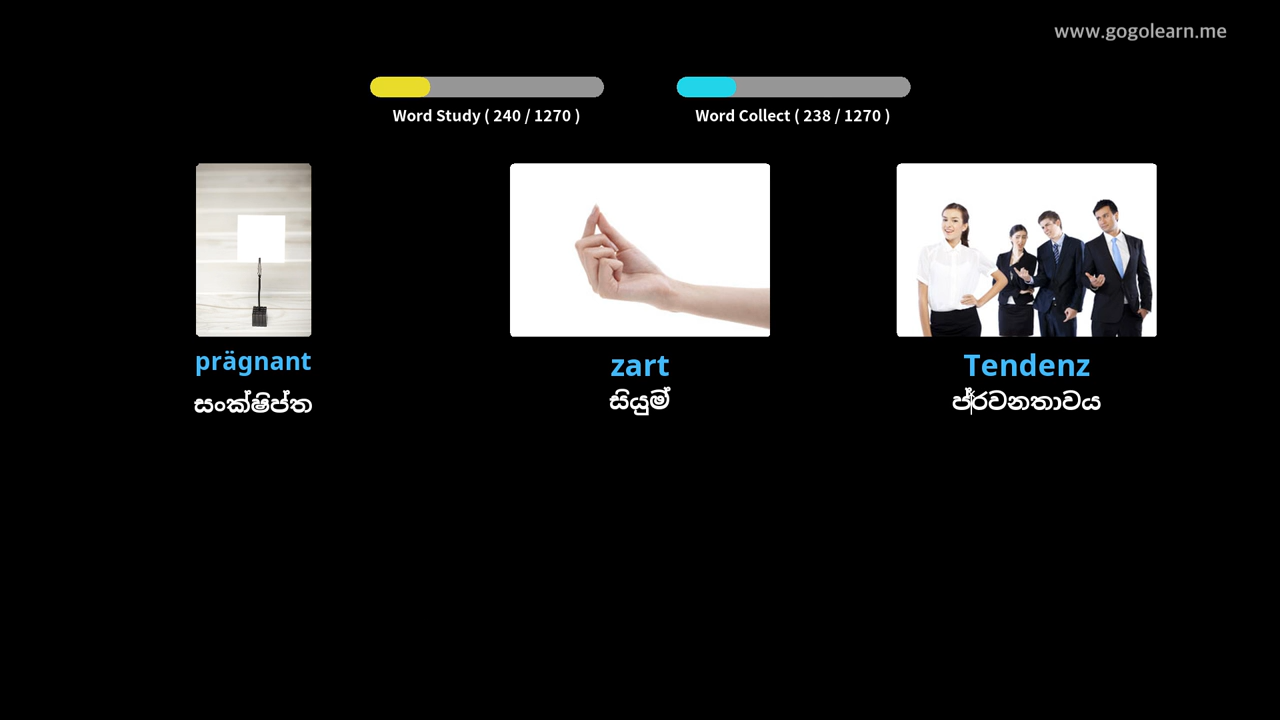 www.gogolearn.me
Word Study ( 240 / 1270 )
Word Collect ( 238 / 1270 )
prägnant
සංක්ෂිප්ත
zart
සියුම්
Tendenz
ප්‍රවනතාවය